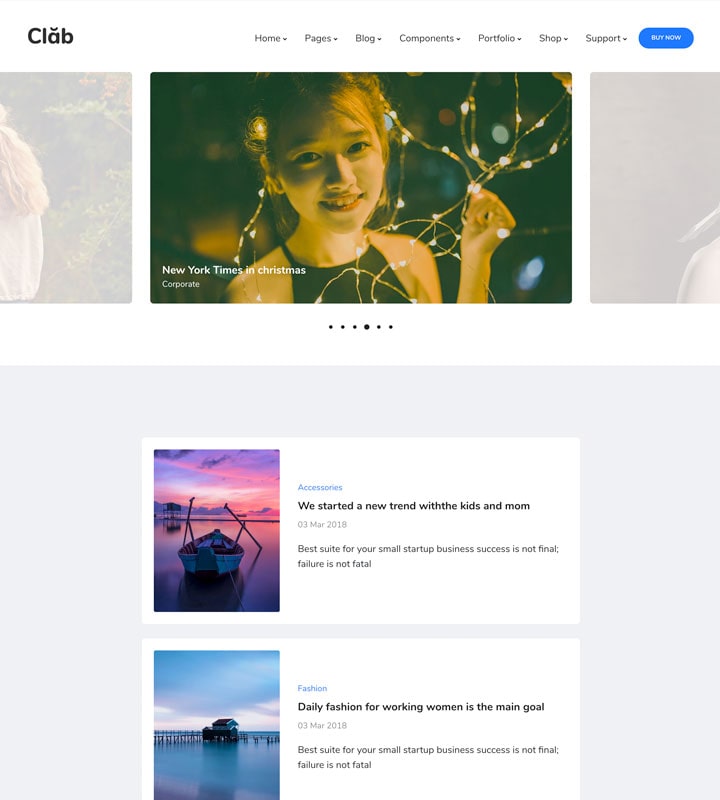 Clăb
Home Pages Blog Components Portfolio Shop Support BUY NOW
New York Times in christmas
Corporate
Accessories
We started a new trend withthe kids and mom
03 Mar 2018
Best suite for your small startup business success is not final;
failure is not fatal
Fashion
Daily fashion for working women is the main goal
03 Mar 2018
Best suite for your small startup business success is not final;
failure is not fatal